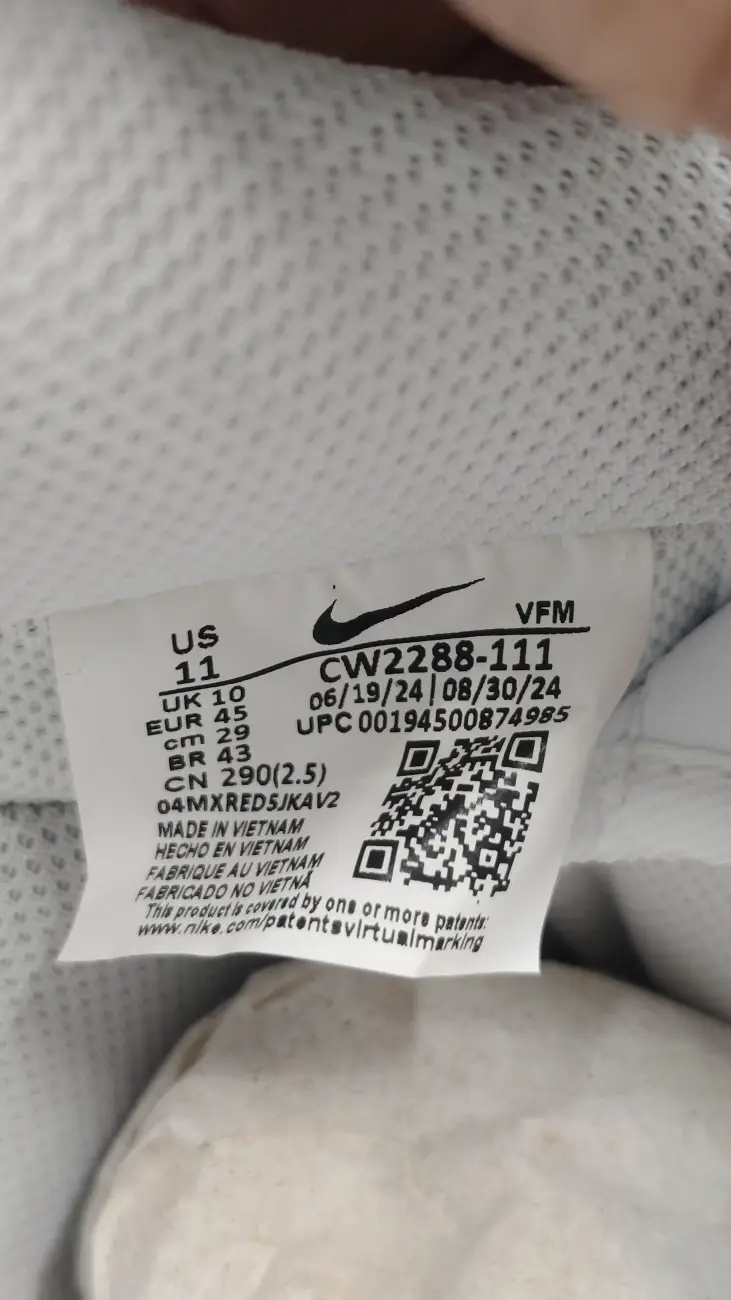 VFM
US
11
UK 10
EUR 45
cm 29
BR 43
CN 290(2.5)
04MXRED5JKAV2
CW2288-111
06/19/24|08/30/24
UPC 00194500874985
MADE IN VIETNAM
HECHO EN VIETNAM
FABRIQUE AU VIETNAM
FABRICADO NO VIETNÃ
This product is covered by one or more patents:
www.nike.com/patentsvirtualmarking